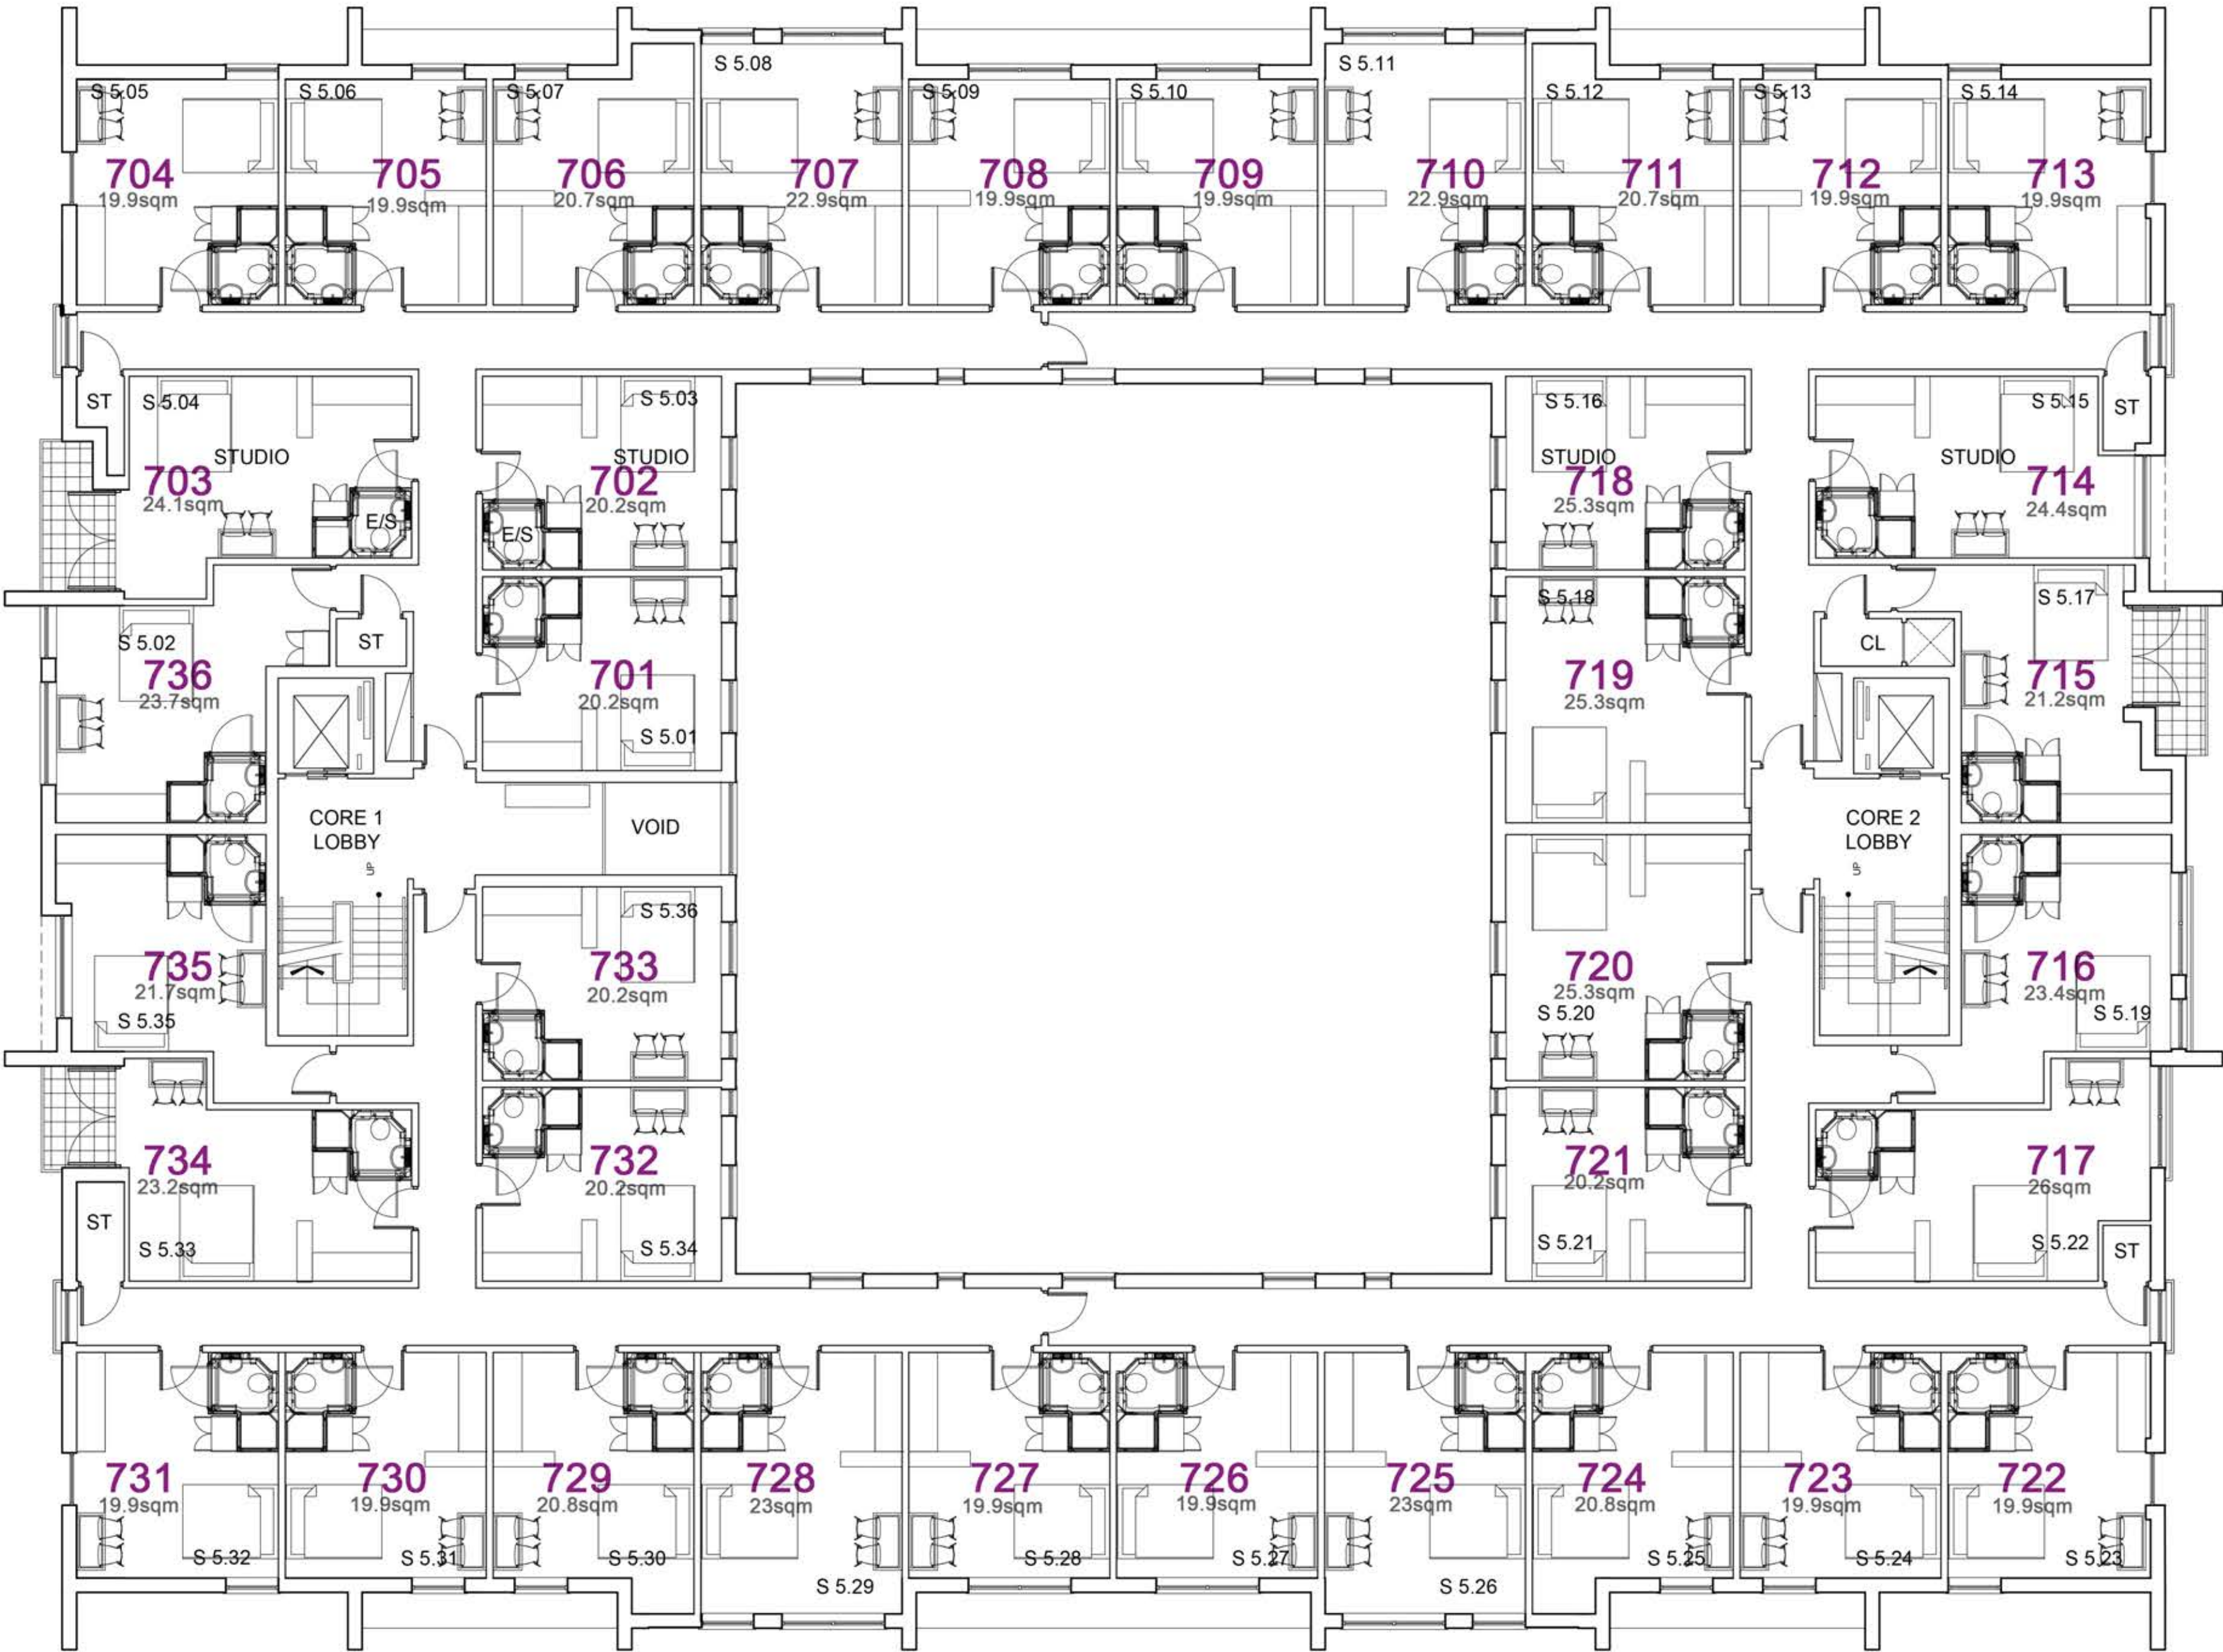 S 5.05
704
19.9sqm
S 5.06
705
19.9sqm
S 5.07
706
20.7sqm
S 5.08
707
22.9sqm
S 5.09
708
19.9sqm
S 5.10
709
19.9sqm
S 5.11
710
22.9sqm
S 5.12
711
20.7sqm
S 5.13
712
19.9sqm
S 5.14
713
19.9sqm
ST
S 5.04
STUDIO
703
24.1sqm
E/S
S 5.03
STUDIO
702
20.2sqm
E/S
S 5.16
STUDIO
718
25.3sqm
S 5.15
STUDIO
714
24.4sqm
ST
S 5.02
736
23.7sqm
ST
701
20.2sqm
S 5.01
S 5.18
719
25.3sqm
CL
S 5.17
715
21.2sqm
CORE 1
LOBBY
UP
VOID
CORE 2
LOBBY
UP
735
21.7sqm
S 5.35
S 5.36
733
20.2sqm
720
25.3sqm
S 5.20
716
23.4sqm
S 5.19
734
23.2sqm
S 5.33
ST
732
20.2sqm
S 5.34
721
20.2sqm
S 5.21
717
26sqm
S 5.22
ST
731
19.9sqm
S 5.32
730
19.9sqm
S 5.31
729
20.8sqm
S 5.30
728
23sqm
S 5.29
727
19.9sqm
S 5.28
726
19.9sqm
S 5.27
725
23sqm
S 5.26
724
20.8sqm
S 5.25
723
19.9sqm
S 5.24
722
19.9sqm
S 5.23